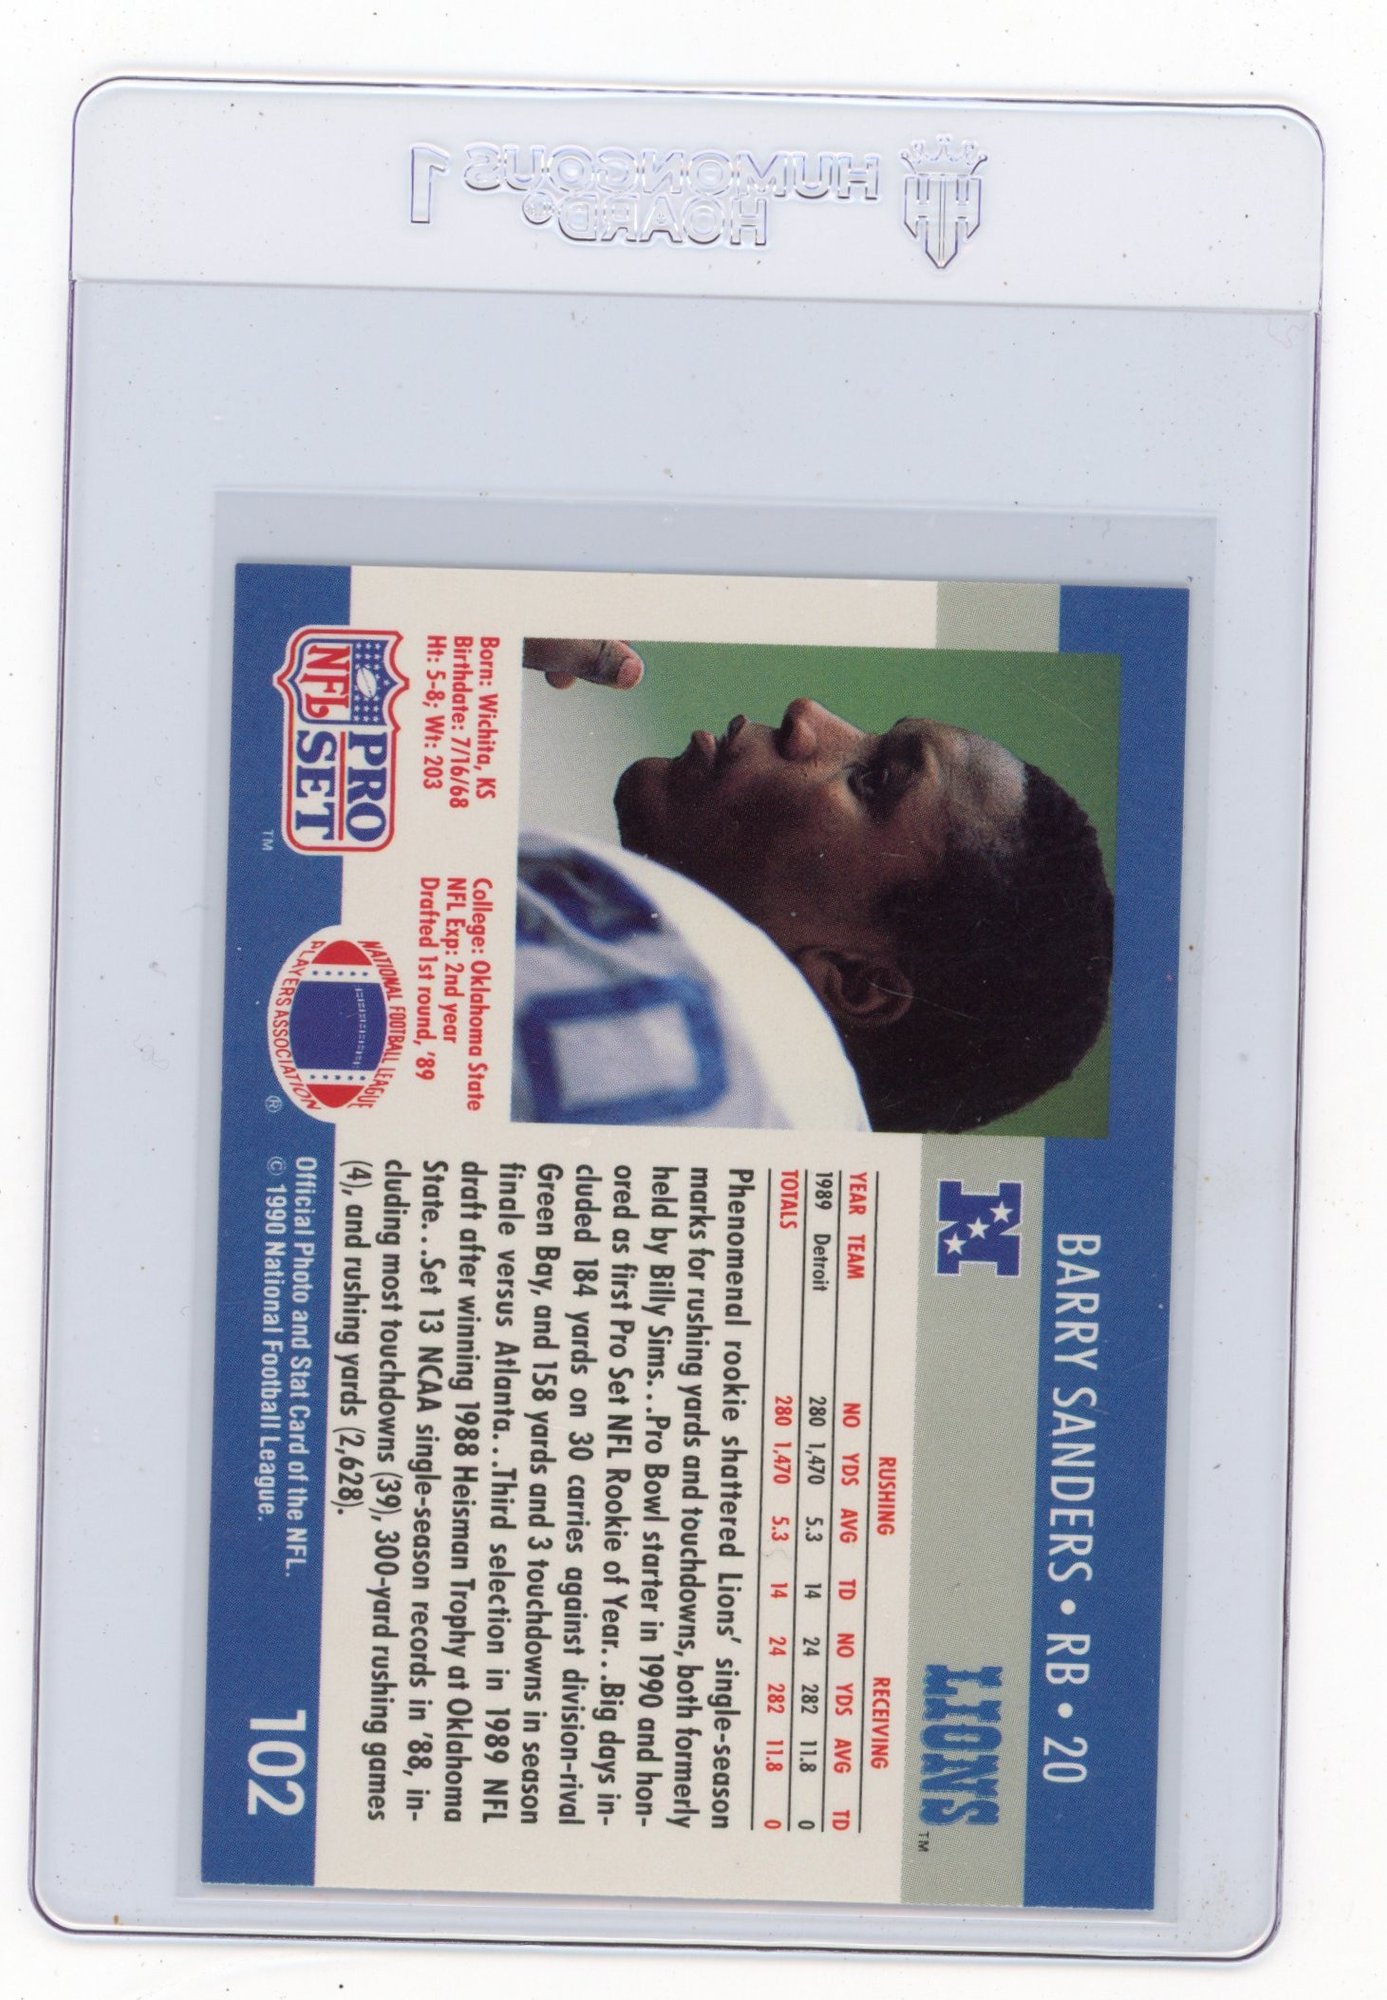 HUMONGOUS 1
HOARD®
BARRY SANDERS • RB • 20
LIONS™
RUSHING RECEIVING
YEAR TEAM NO YDS AVG TD NO YDS AVG TD
1989 Detroit 280 1,470 5.3 14 24 282 11.8 0
TOTALS 280 1,470 5.3 14 24 282 11.8 0
Phenomenal rookie shattered Lions' single-season
marks for rushing yards and touchdowns, both formerly
held by Billy Sims. . .Pro Bowl starter in 1990 and hon-
ored as first Pro Set NFL Rookie of Year. . .Big days in-
cluded 184 yards on 30 carries against division-rival
Green Bay, and 158 yards and 3 touchdowns in season
finale versus Atlanta. . .Third selection in 1989 NFL
draft after winning 1988 Heisman Trophy at Oklahoma
State. . .Set 13 NCAA single-season records in '88, in-
cluding most touchdowns (39), 300-yard rushing games
(4), and rushing yards (2,628).
Born: Wichita, KS
Birthdate: 7/16/68
Ht: 5-8; Wt: 203
College: Oklahoma State
NFL Exp: 2nd year
Drafted 1st round, '89
PRO
NFL SET
™
NATIONAL FOOTBALL LEAGUE
PLAYERS ASSOCIATION
®
Official Photo and Stat Card of the NFL.
© 1990 National Football League.
102